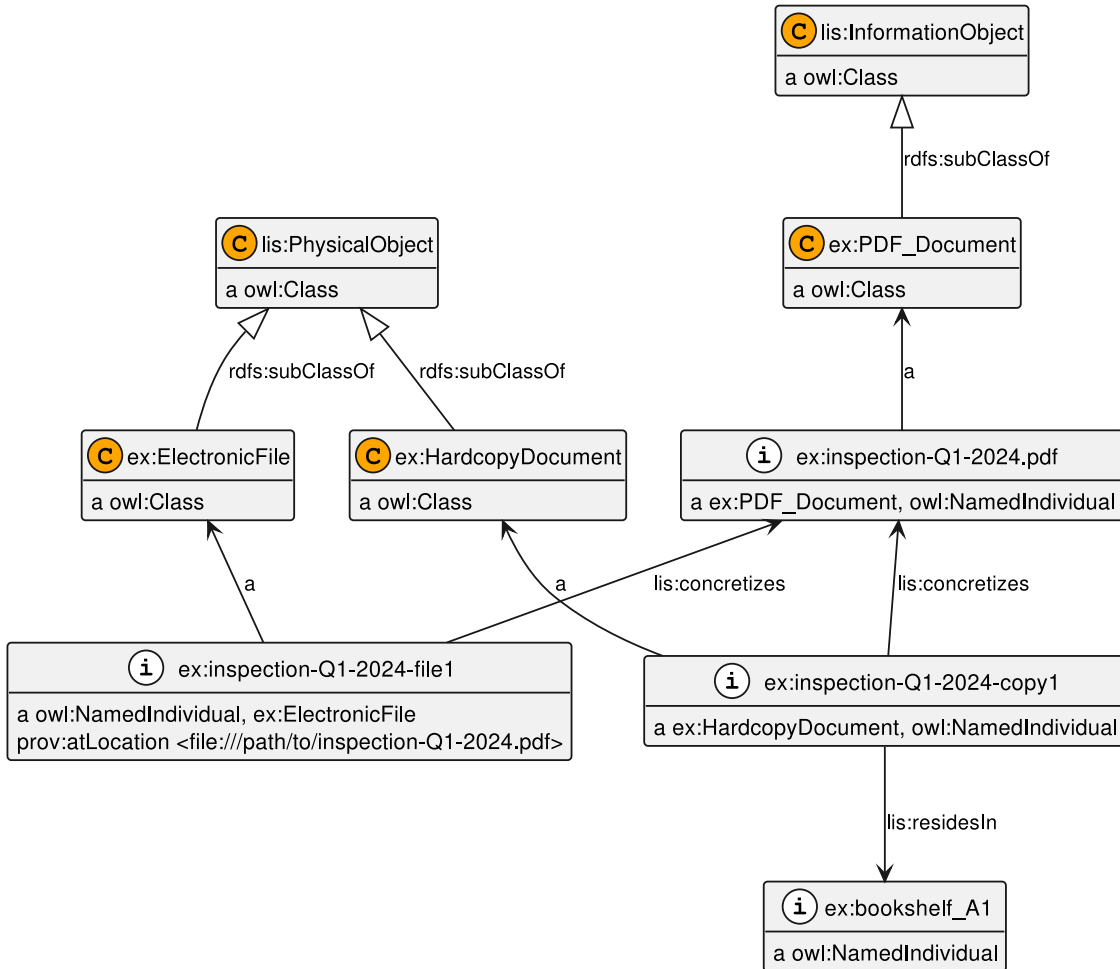 C lis:InformationObject
a owl:Class
rdfs:subClassOf
C lis:PhysicalObject
a owl:Class
C ex:PDF_Document
a owl:Class
rdfs:subClassOf
rdfs:subClassOf
a
C ex:ElectronicFile
a owl:Class
C ex:HardcopyDocument
a owl:Class
i ex:inspection-Q1-2024.pdf
a ex:PDF_Document, owl:NamedIndividual
a
a
lis:concretizes
lis:concretizes
i ex:inspection-Q1-2024-file1
a owl:NamedIndividual, ex:ElectronicFile
prov:atLocation <file:///path/to/inspection-Q1-2024.pdf>
i ex:inspection-Q1-2024-copy1
a ex:HardcopyDocument, owl:NamedIndividual
lis:residesIn
i ex:bookshelf_A1
a owl:NamedIndividual